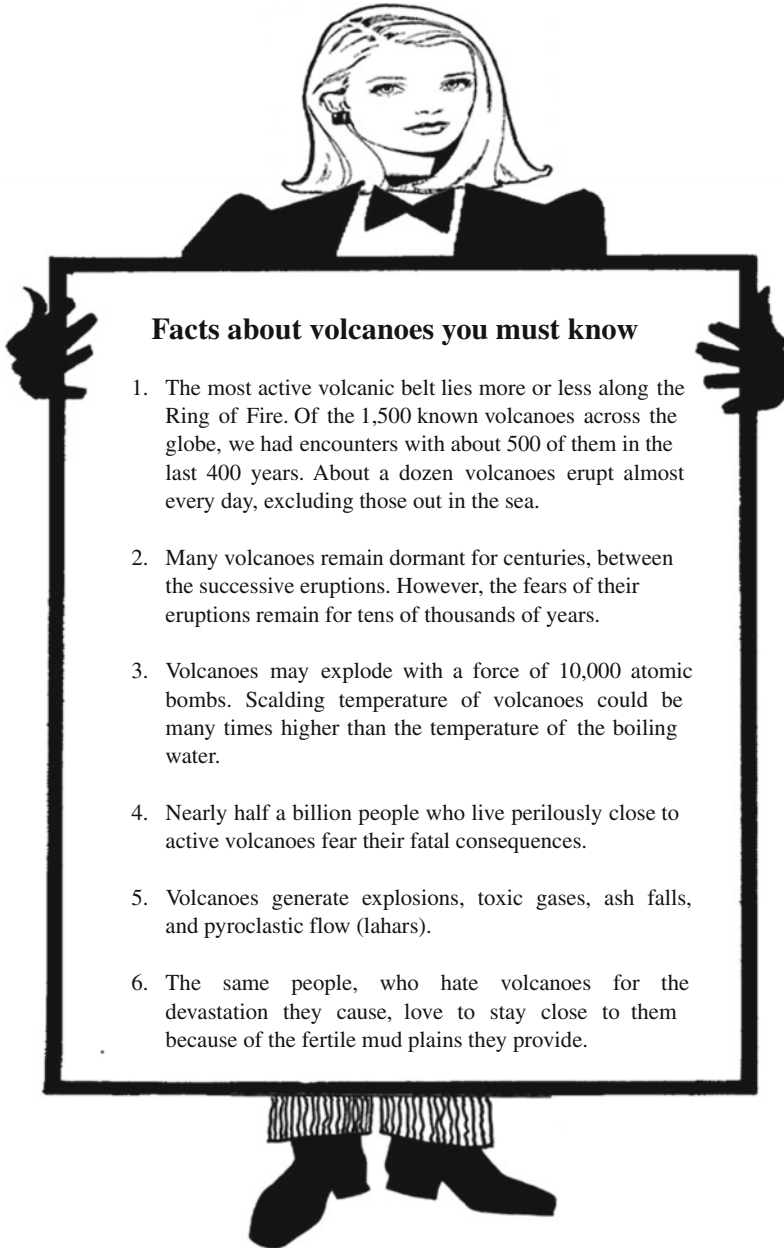 Facts about volcanoes you must know
1. The most active volcanic belt lies more or less along the
Ring of Fire. Of the 1,500 known volcanoes across the
globe, we had encounters with about 500 of them in the
last 400 years. About a dozen volcanoes erupt almost
every day, excluding those out in the sea.
2. Many volcanoes remain dormant for centuries, between
the successive eruptions. However, the fears of their
eruptions remain for tens of thousands of years.
3. Volcanoes may explode with a force of 10,000 atomic
bombs. Scalding temperature of volcanoes could be
many times higher than the temperature of the boiling
water.
4. Nearly half a billion people who live perilously close to
active volcanoes fear their fatal consequences.
5. Volcanoes generate explosions, toxic gases, ash falls,
and pyroclastic flow (lahars).
6. The same people, who hate volcanoes for the
devastation they cause, love to stay close to them
because of the fertile mud plains they provide.